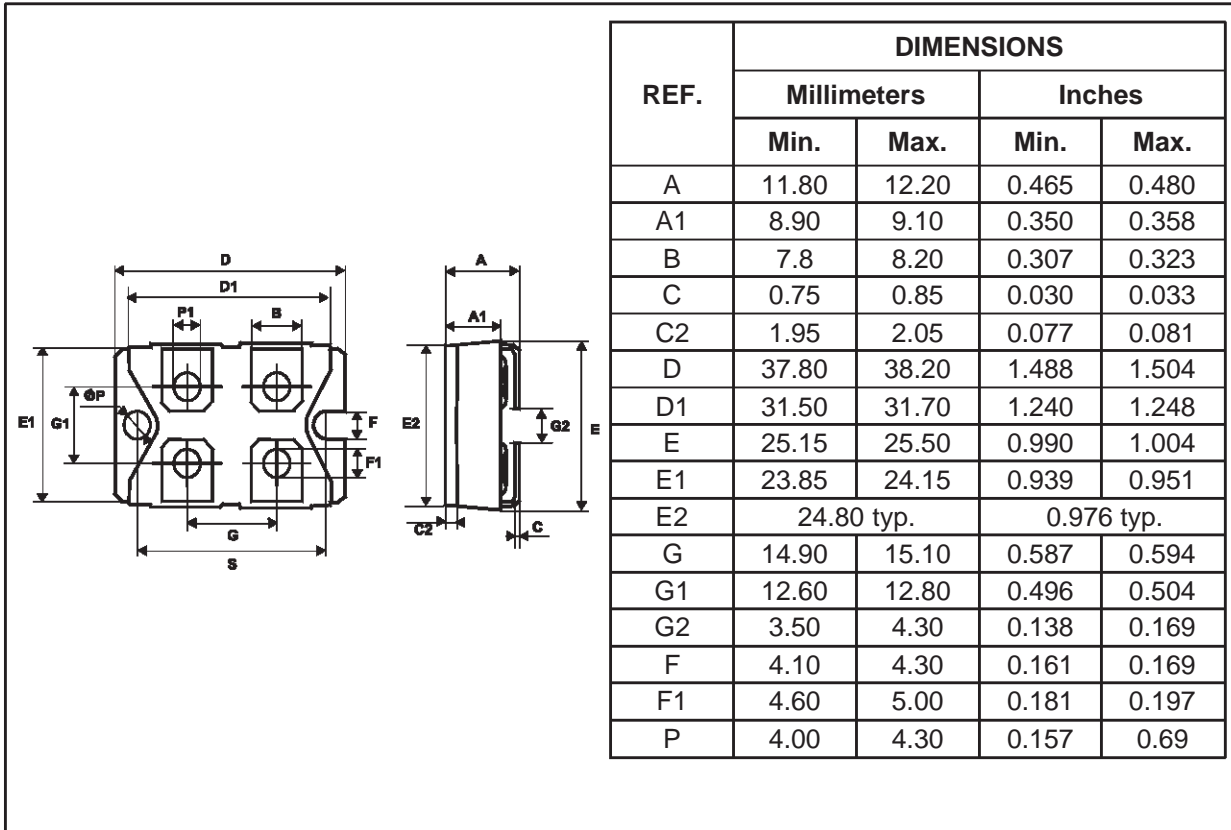 D
D1
P1
B
ΦP
E1
G1
F
F1
G
S
A
A1
E2
G2
E
C2
C
REF.
DIMENSIONS
Millimeters
Inches
Min. Max. Min. Max.
A 11.80 12.20 0.465 0.480
A1 8.90 9.10 0.350 0.358
B 7.8 8.20 0.307 0.323
C 0.75 0.85 0.030 0.033
C2 1.95 2.05 0.077 0.081
D 37.80 38.20 1.488 1.504
D1 31.50 31.70 1.240 1.248
E 25.15 25.50 0.990 1.004
E1 23.85 24.15 0.939 0.951
E2 24.80 typ. 0.976 typ.
G 14.90 15.10 0.587 0.594
G1 12.60 12.80 0.496 0.504
G2 3.50 4.30 0.138 0.169
F 4.10 4.30 0.161 0.169
F1 4.60 5.00 0.181 0.197
P 4.00 4.30 0.157 0.69